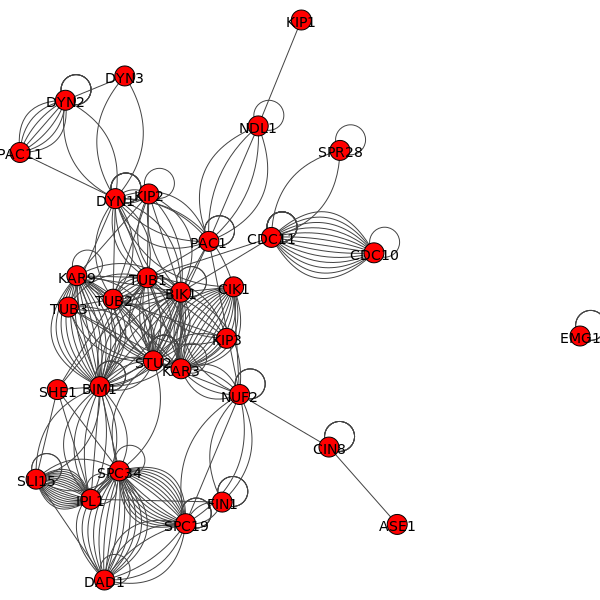 KIP1
DYN3
DYN2
NDL1
SPR28
PAC11
DYN1
KIP2
PAC1
CDC11
CDC10
KAR9
TUB1
BIK1
CIK1
TUB2
TUB3
EMC1
KIP3
STU2
KAR3
SHE1
BIM1
NUF2
CIN8
SLI15
SPC34
IPL1
FIN1
SPC19
ASE1
DAD1